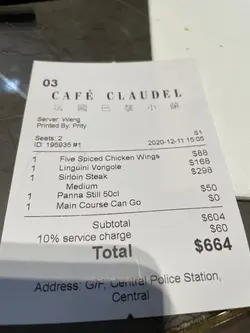 03
CAFÉ CLAUDEL
法國巴黎小館
Server: Weng
Printed By: Prity
Seats: 2 S1
ID: 195935 #1 2020-12-11 15:05
1 Five Spiced Chicken Wings $88
1 Linguini Vongole $168
1 Sirloin Steak $298
Medium
1 Panna Still 50cl $50
1 Main Course Can Go $0
Subtotal $604
10% service charge $60
Total $664
Address: G/F, Central Police Station,
Central